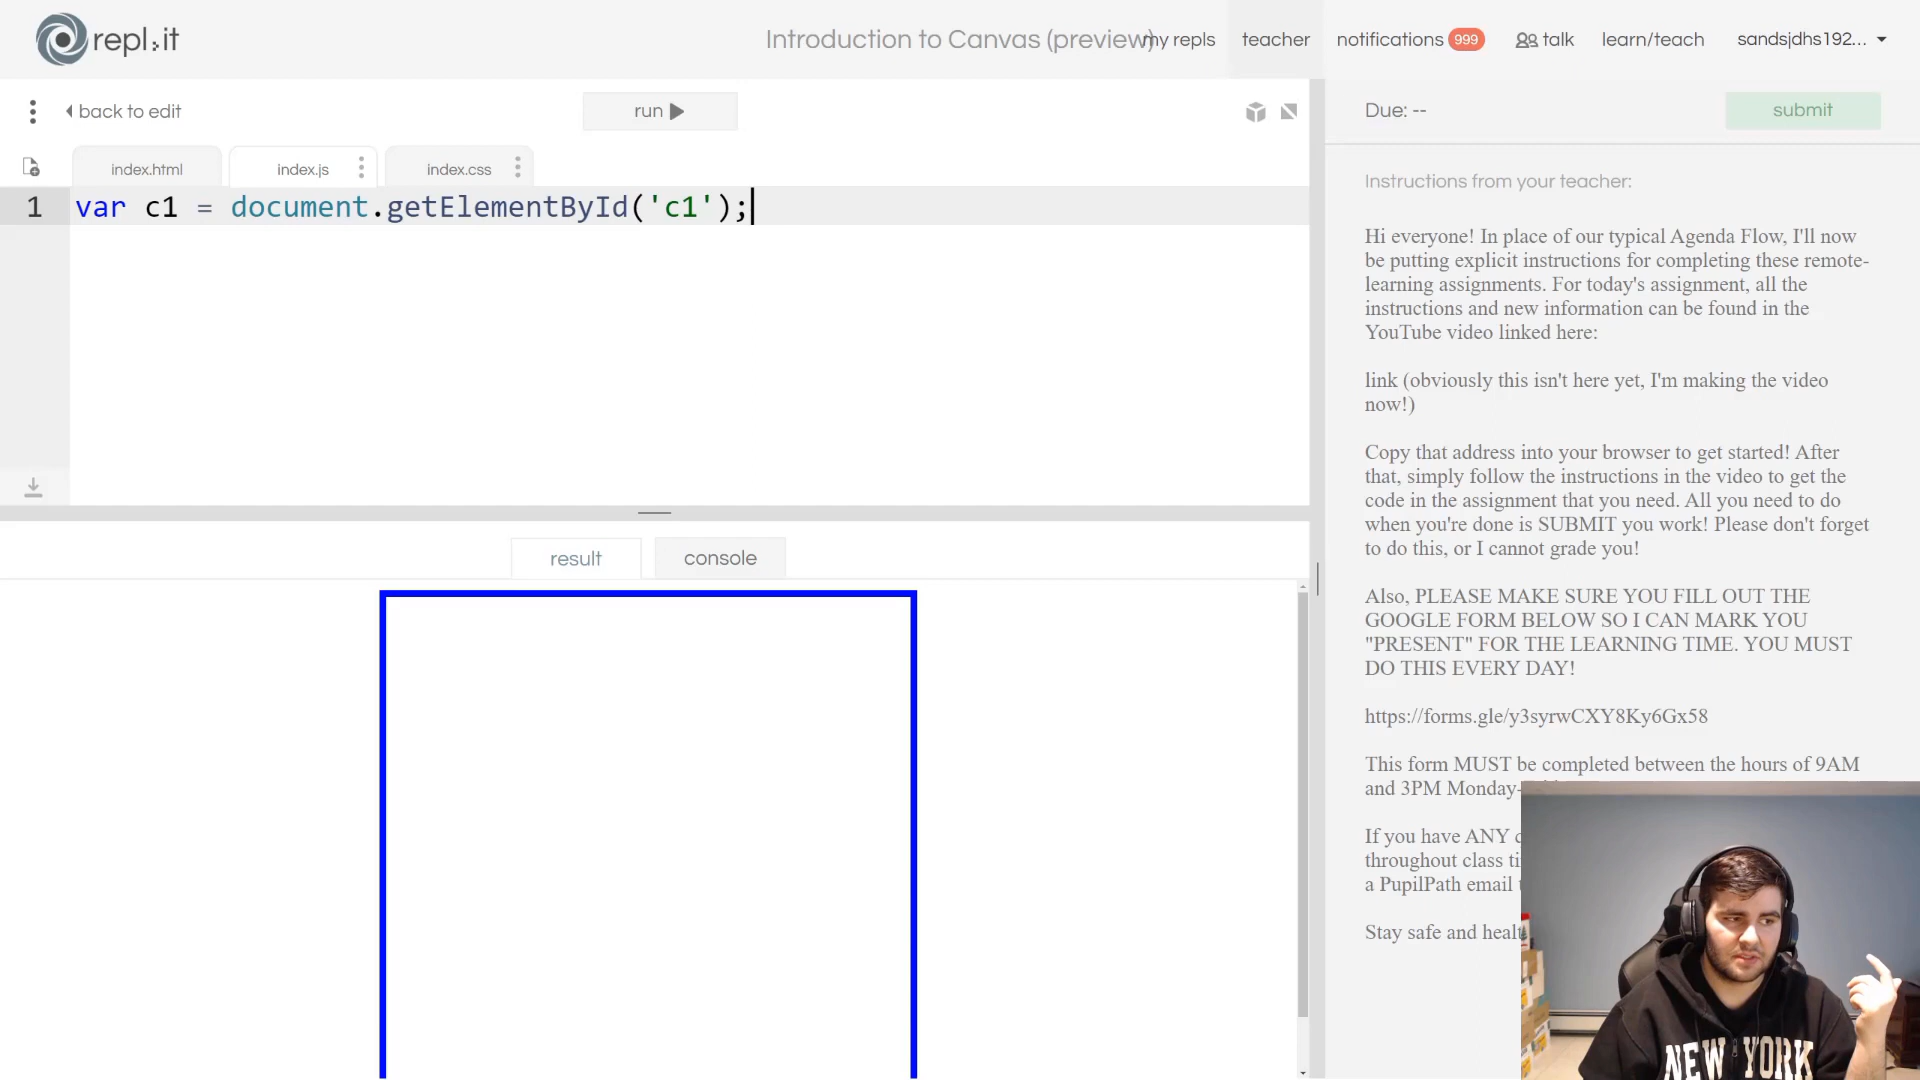 repl.it
Introduction to Canvas (preview)
my repls
teacher
notifications 999
talk
learn/teach
sandsjdhs192...
back to edit
run
Due: --
submit
index.html
index.js
index.css
1 var c1 = document.getElementById('c1');
result
console
Instructions from your teacher:
Hi everyone! In place of our typical Agenda Flow, I'll now
be putting explicit instructions for completing these remote-
learning assignments. For today's assignment, all the
instructions and new information can be found in the
YouTube video linked here:
link (obviously this isn't here yet, I'm making the video
now!)
Copy that address into your browser to get started! After
that, simply follow the instructions in the video to get the
code in the assignment that you need. All you need to do
when you're done is SUBMIT you work! Please don't forget
to do this, or I cannot grade you!
Also, PLEASE MAKE SURE YOU FILL OUT THE
GOOGLE FORM BELOW SO I CAN MARK YOU
"PRESENT" FOR THE LEARNING TIME. YOU MUST
DO THIS EVERY DAY!
https://forms.gle/y3syrwCXY8Ky6Gx58
This form MUST be completed between the hours of 9AM
and 3PM Monday-
If you have ANY
throughout class
a PupilPath email
Stay safe and
NEW YORK